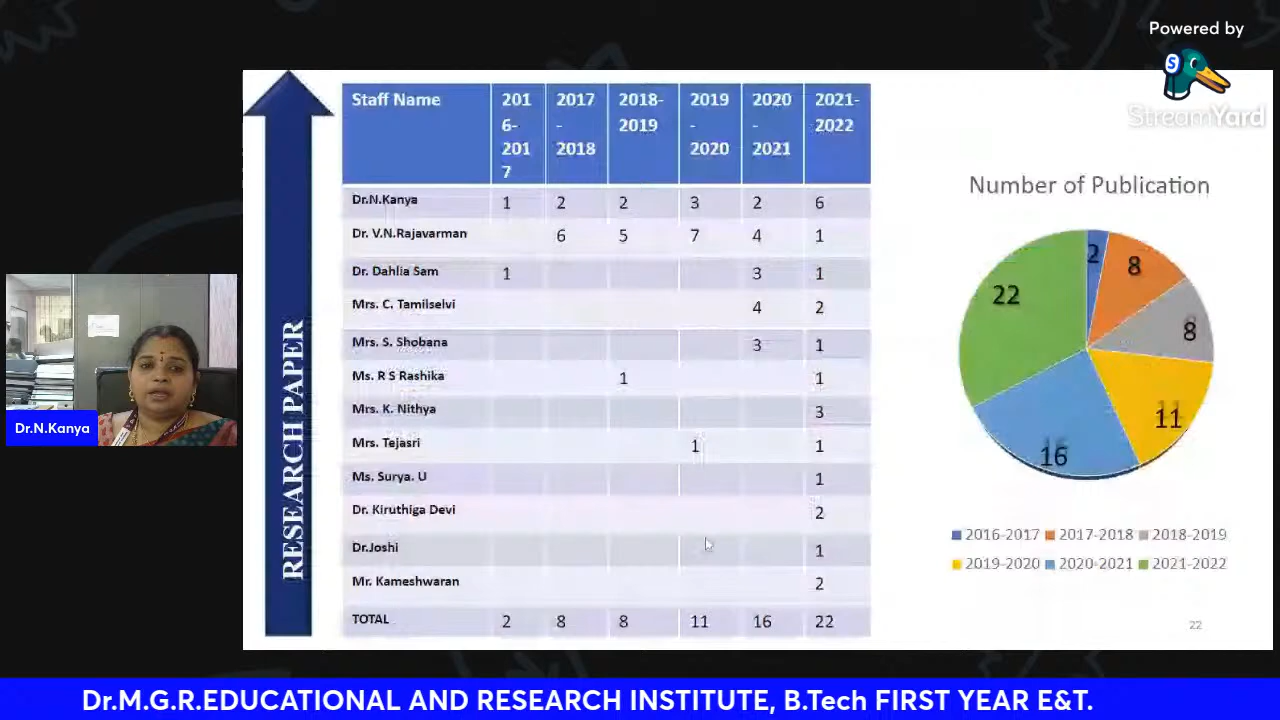 Powered by
StreamYard
RESEARCH PAPER
Staff Name 201 2017 2018- 2019 2020 2021-
6- - 2019 - - 2022
201 2018 2020 2021
7
Dr.N.Kanya 1 2 2 3 2 6
Dr. V.N.Rajavarman 6 5 7 4 1
Dr. Dahlia Sam 1 3 1
Mrs. C. Tamilselvi 4 2
Mrs. S. Shobana 3 1
Ms. R S Rashika 1 1
Mrs. K. Nithya 3
Mrs. Tejasri 1 1
Ms. Surya. U 1
Dr. Kiruthiga Devi 2
Dr.Joshi 1
Mr. Kameshwaran 2
TOTAL 2 8 8 11 16 22
Number of Publication
2
8
22
8
11
16
2016-2017 2017-2018 2018-2019
2019-2020 2020-2021 2021-2022
22
Dr.N.Kanya
Dr.M.G.R.EDUCATIONAL AND RESEARCH INSTITUTE, B.Tech FIRST YEAR E&T.